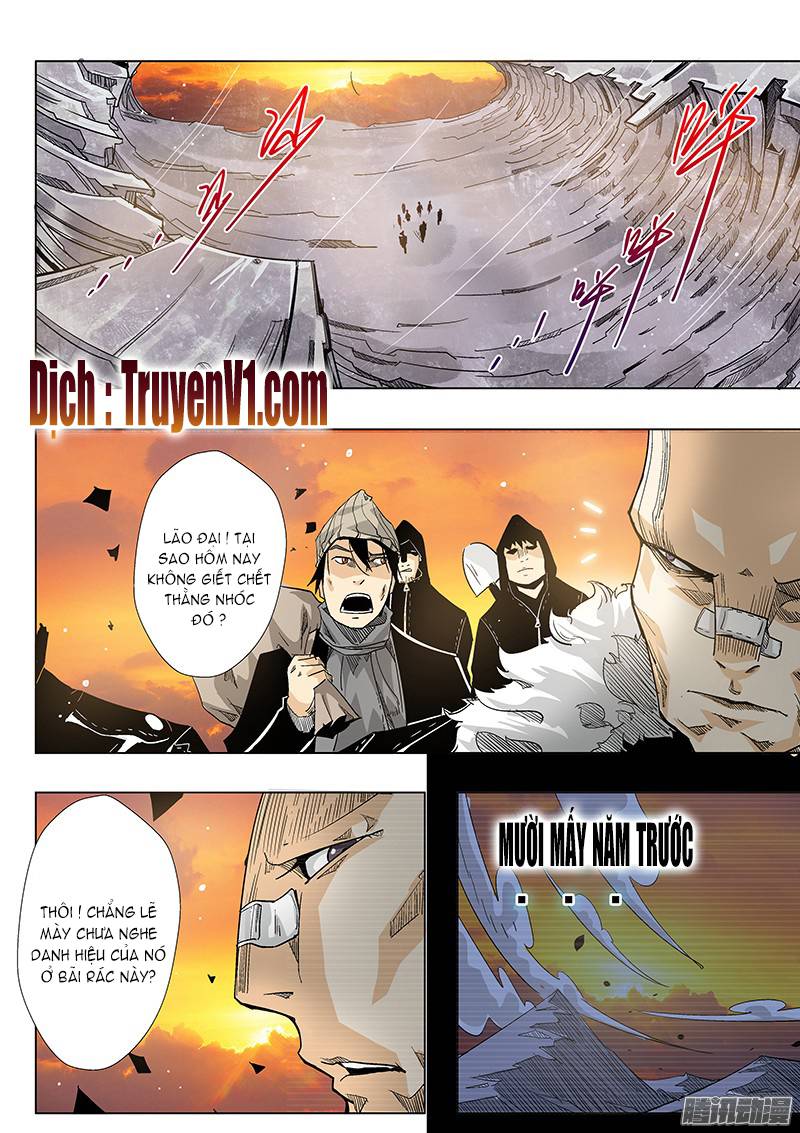 Dịch : TruyenV1.com
LÃO ĐẠI ! TẠI
SAO HÔM NAY
KHÔNG GIẾT CHẾT
THẰNG NHÓC
ĐÓ ?
THÔI ! CHẲNG LẼ
MÀY CHƯA NGHE
DANH HIỆU CỦA NÓ
Ở BÃI RÁC NÀY?
MƯỜI MẤY NĂM TRƯỚC
. . .
腾讯动漫